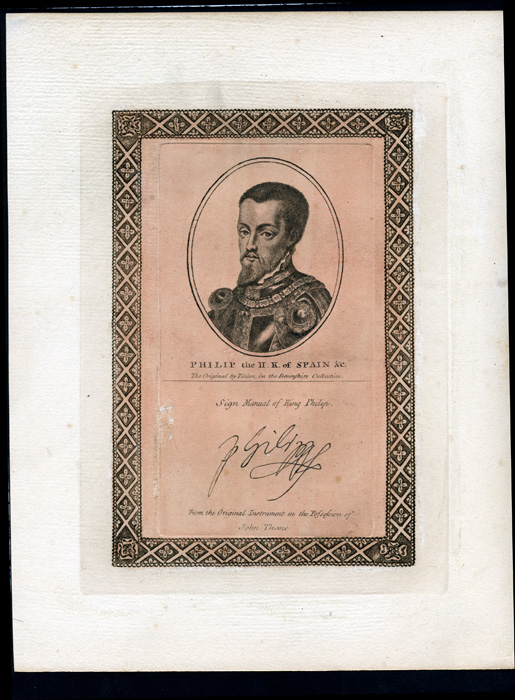 PHILIP the II. K. of SPAIN &c.
The Original by Titian, in the Devonshire Collection.
Sign Manual of King Philip.
From the Original Instrument in the Poſseſsion of
John Thane